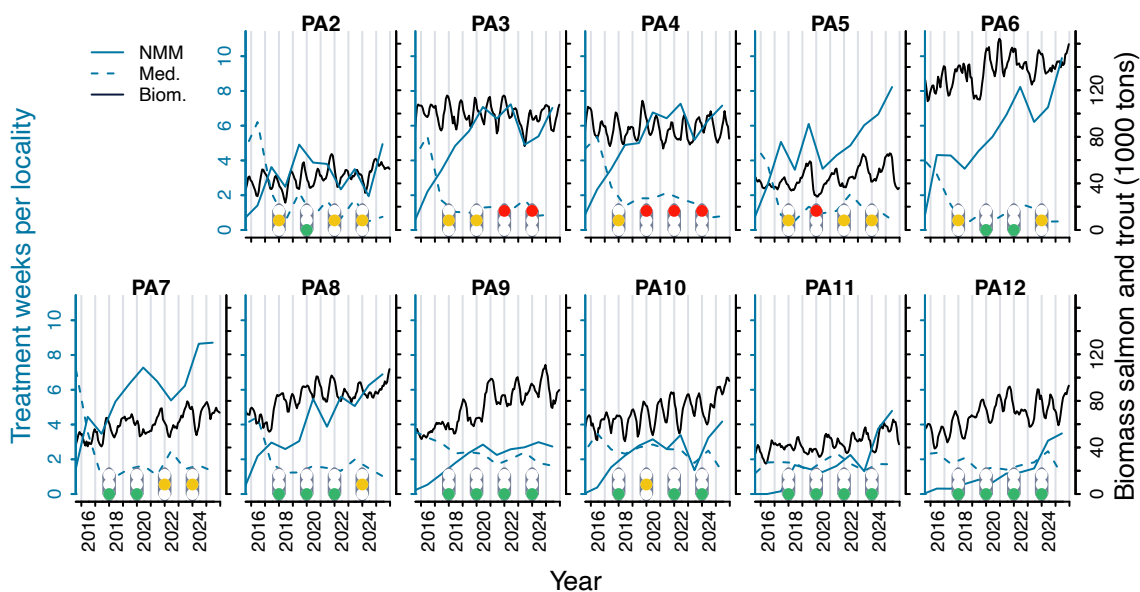 PA2 PA3 PA4 PA5 PA6
NMM
Med.
Biom.
Treatment weeks per locality
Biomass salmon and trout (1000 tons)
0 2 4 6 8 10
0 40 80 120
PA7 PA8 PA9 PA10 PA11 PA12
0 2 4 6 8 10
0 40 80 120
2016 2018 2020 2022 2024
2016 2018 2020 2022 2024
2016 2018 2020 2022 2024
2016 2018 2020 2022 2024
2016 2018 2020 2022 2024
2016 2018 2020 2022 2024
Year